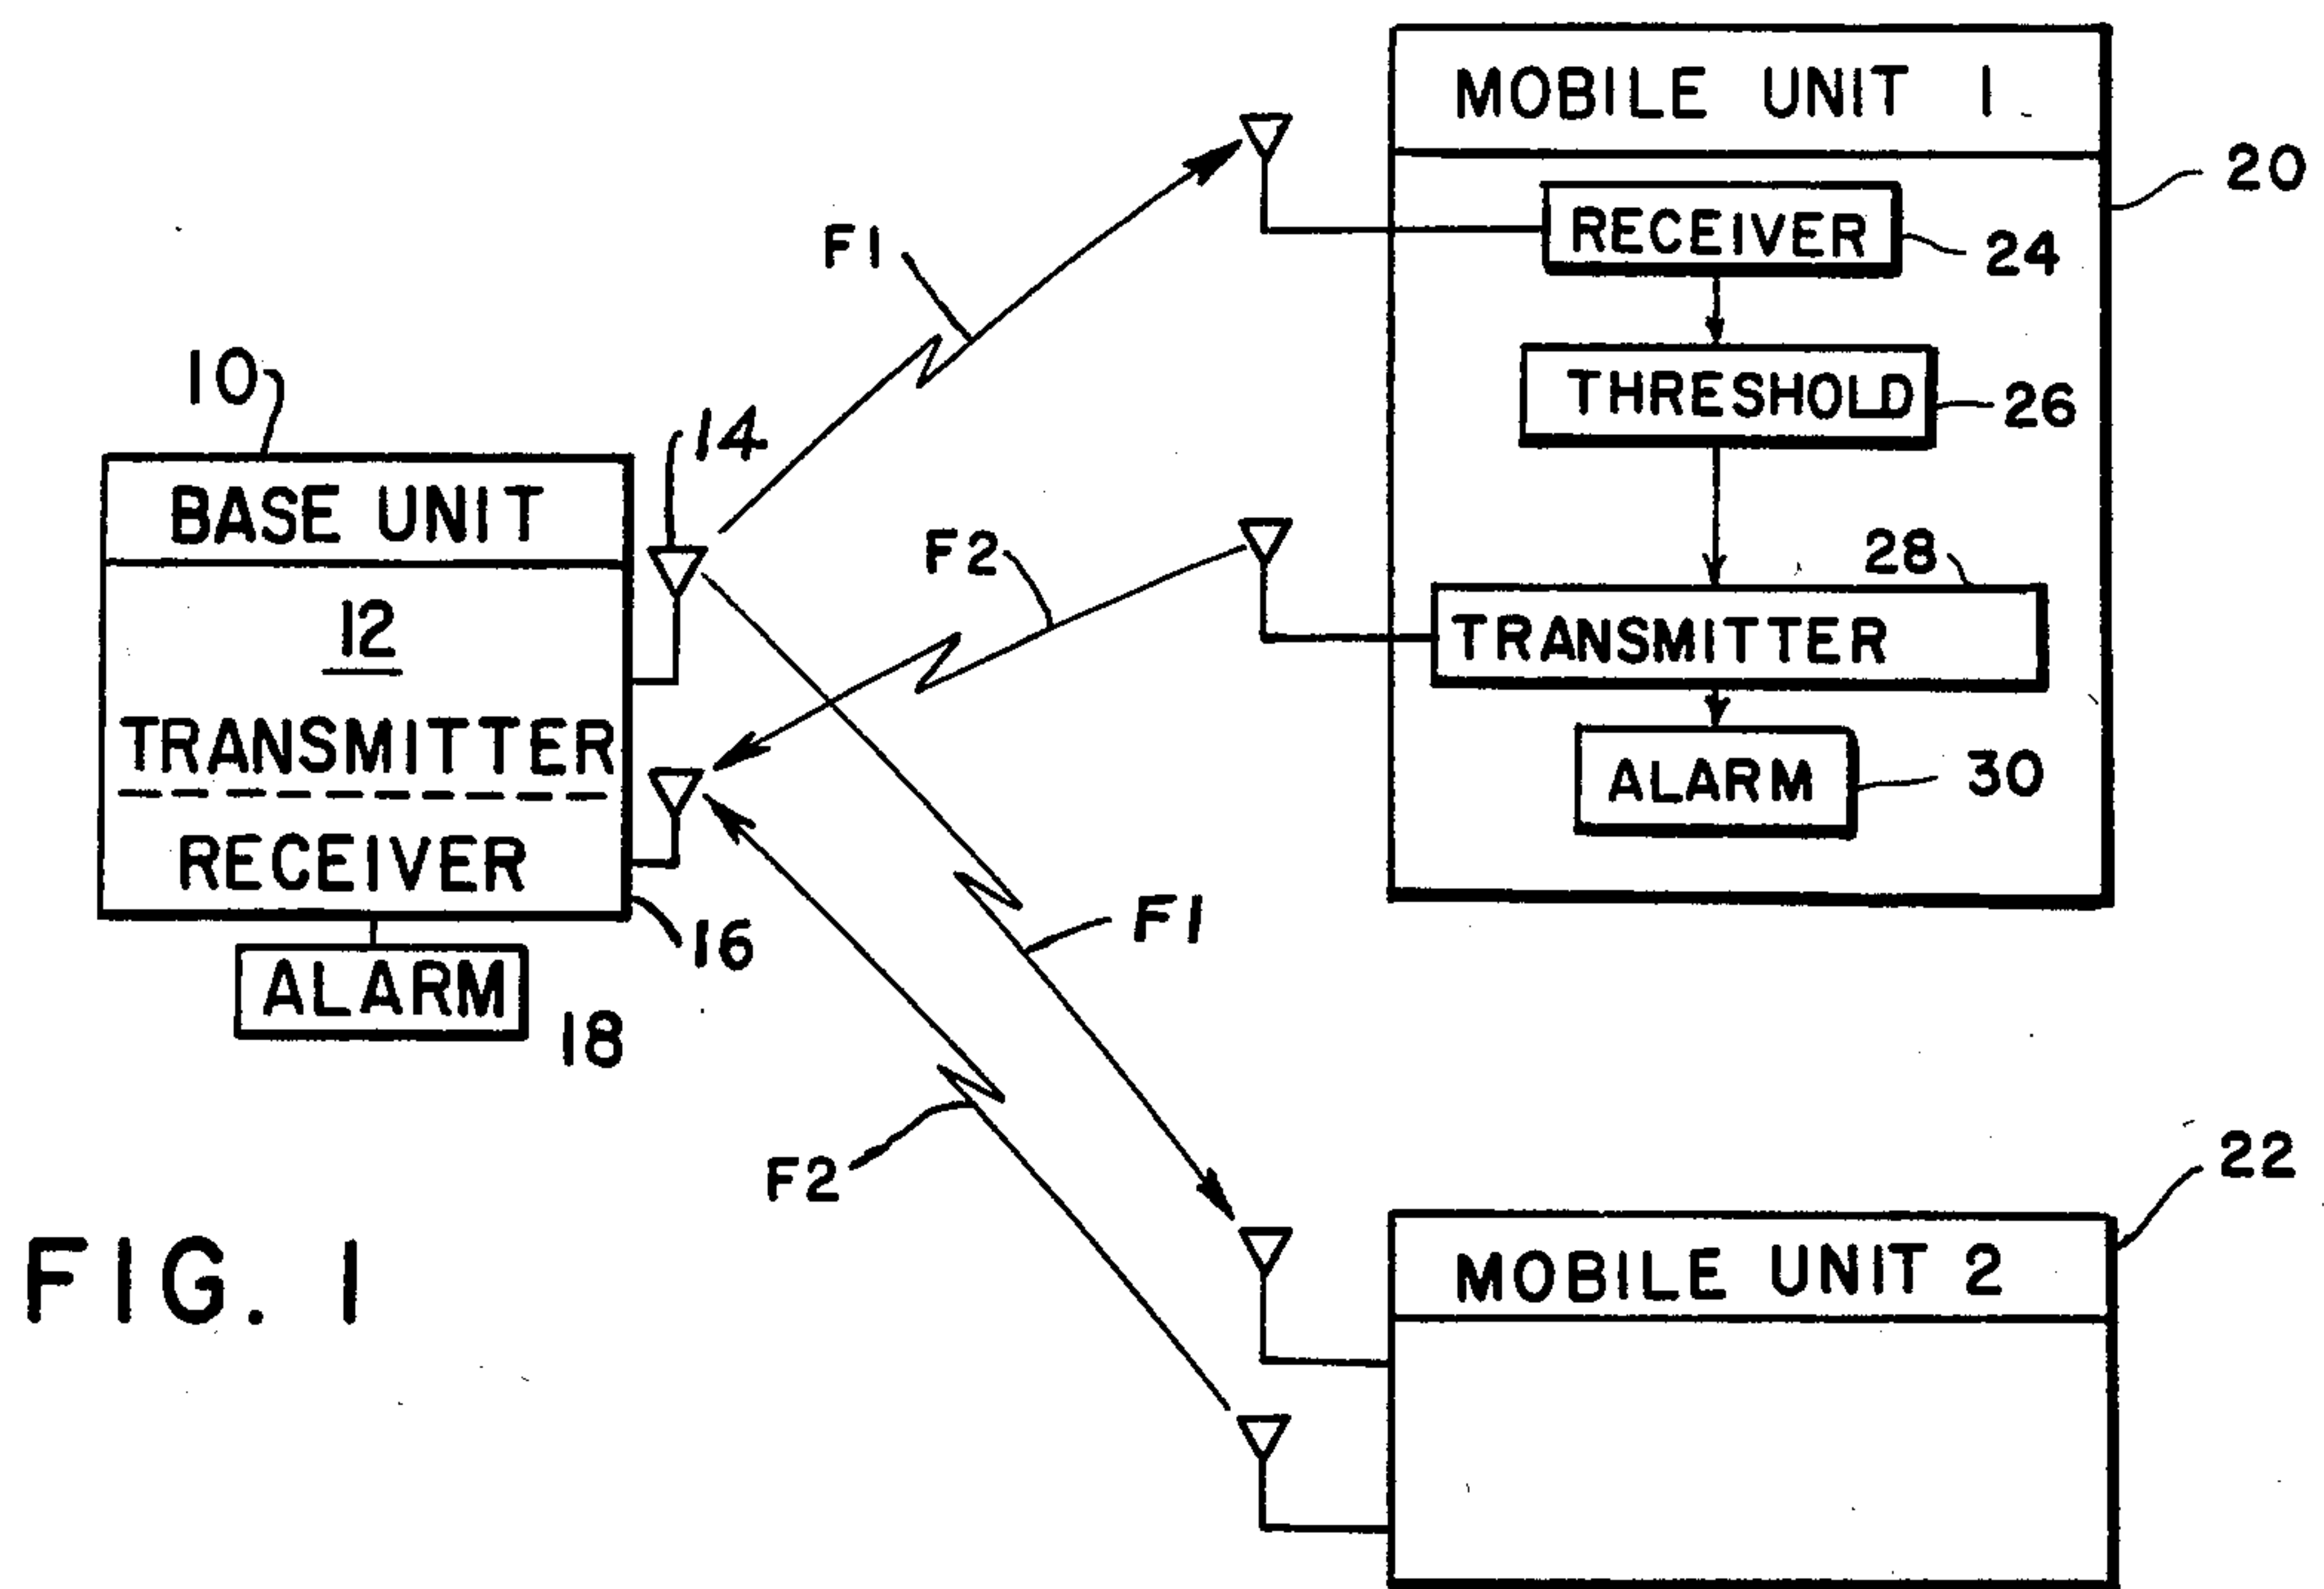 MOBILE UNIT 1
20
RECEIVER
24
F1
THRESHOLD
26
10
14
BASE UNIT
F2
28
12
TRANSMITTER
TRANSMITTER
ALARM
30
RECEIVER
16
F1
ALARM
18
F2
22
FIG. 1
MOBILE UNIT 2